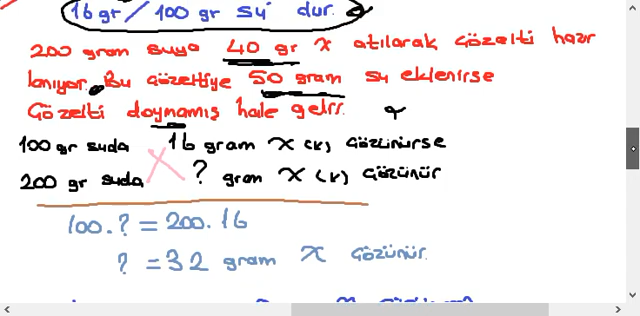 16 gr / 100 gr su dur.
200 gram suya 40 gr X atılarak çözelti hazır
lanıyor. Bu çözeltiye 50 gram su eklenirse
Çözelti doymamış hale gelir.
100 gr suda 16 gram X (k) çözünürse
200 gr suda ? gram X (k) çözünür
100.? = 200.16
? = 32 gram X çözünür.